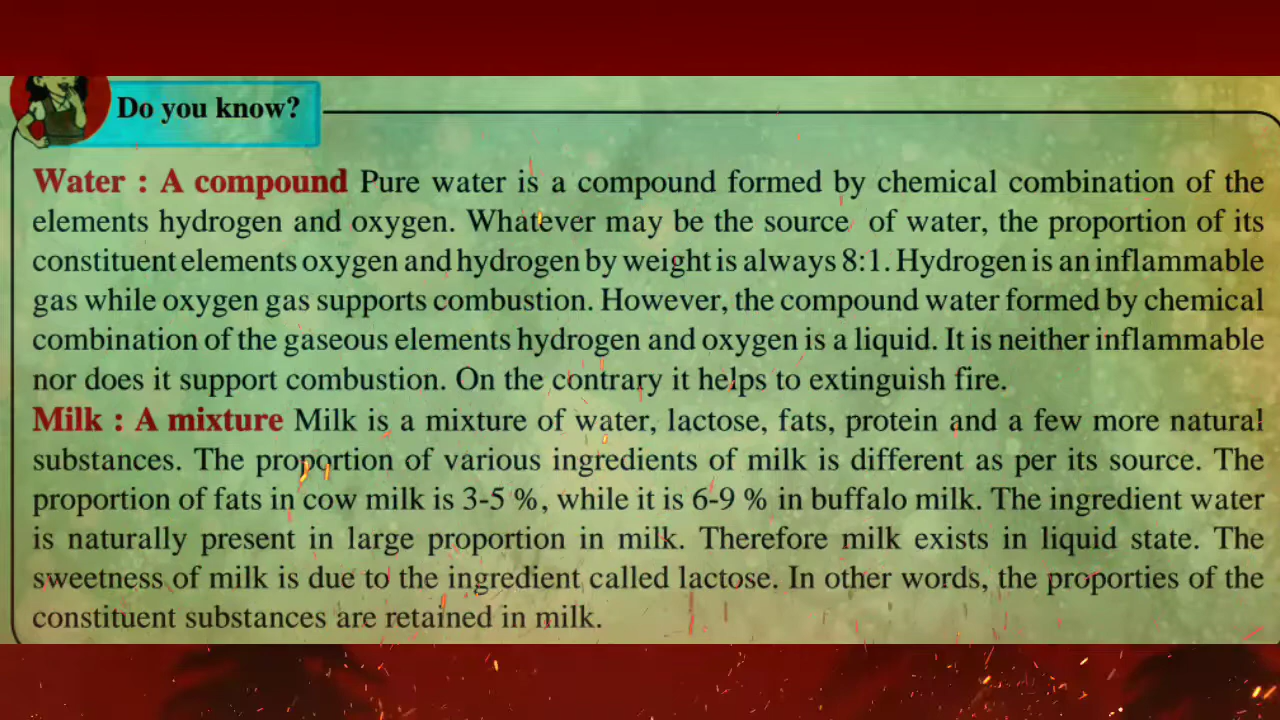 Do you know?
Water : A compound Pure water is a compound formed by chemical combination of the
elements hydrogen and oxygen. Whatever may be the source of water, the proportion of its
constituent elements oxygen and hydrogen by weight is always 8:1. Hydrogen is an inflammable
gas while oxygen gas supports combustion. However, the compound water formed by chemical
combination of the gaseous elements hydrogen and oxygen is a liquid. It is neither inflammable
nor does it support combustion. On the contrary it helps to extinguish fire.
Milk : A mixture Milk is a mixture of water, lactose, fats, protein and a few more natural
substances. The proportion of various ingredients of milk is different as per its source. The
proportion of fats in cow milk is 3-5 %, while it is 6-9 % in buffalo milk. The ingredient water
is naturally present in large proportion in milk. Therefore milk exists in liquid state. The
sweetness of milk is due to the ingredient called lactose. In other words, the proporties of the
constituent substances are retained in milk.